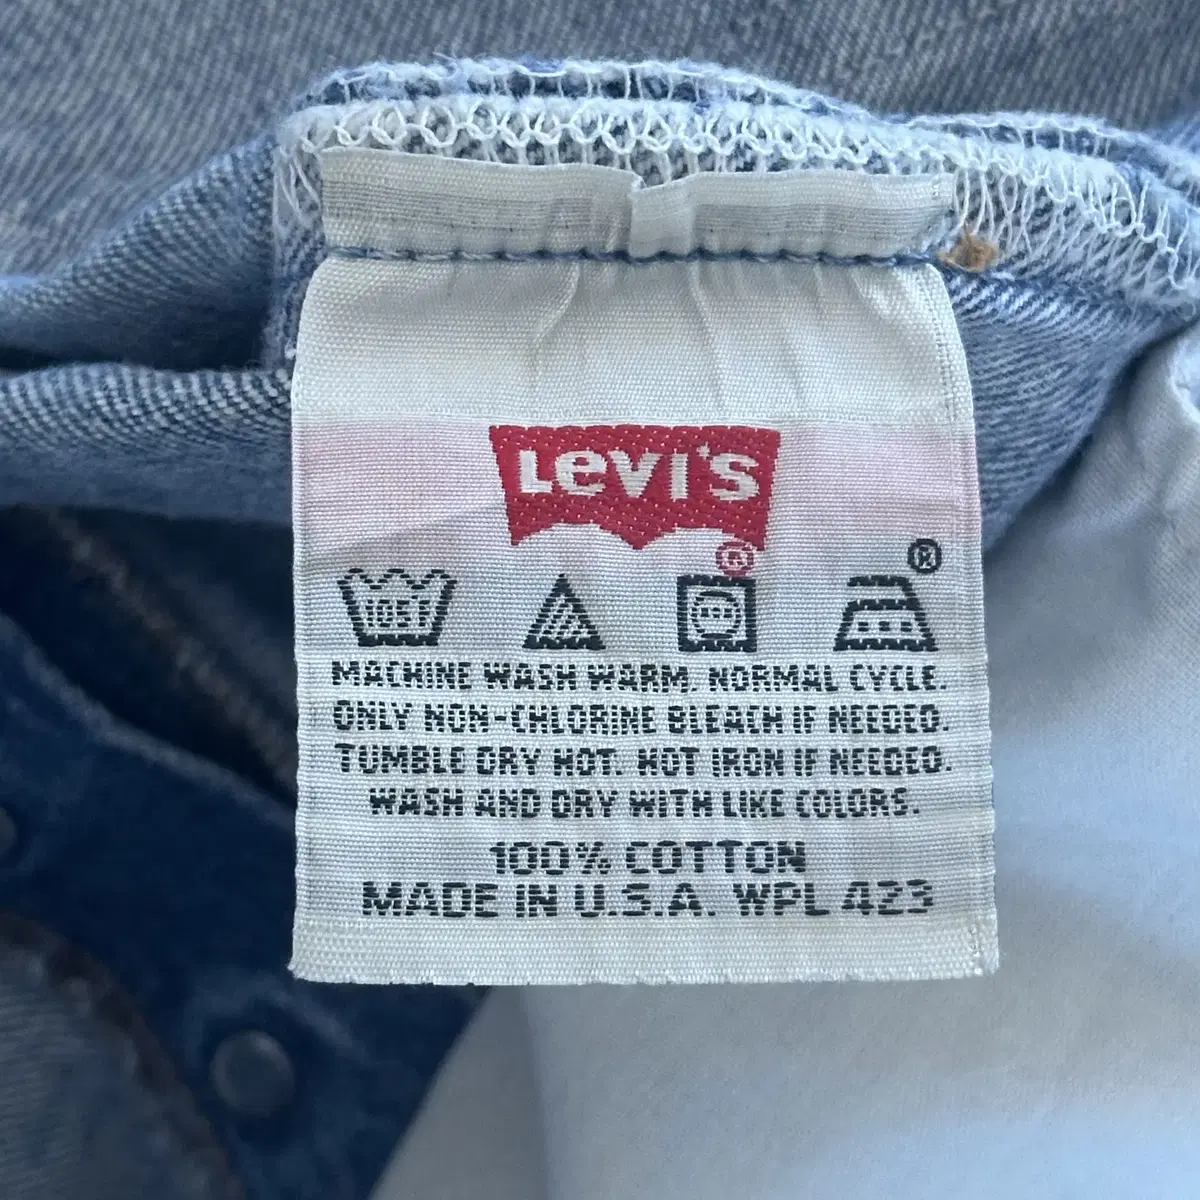 LEVI'S
®
®
105F
MACHINE WASH WARM. NORMAL CYCLE.
ONLY NON-CHLORINE BLEACH IF NEEDED.
TUMBLE DRY HOT. HOT IRON IF NEEDED.
WASH AND DRY WITH LIKE COLORS.
100% COTTON
MADE IN U.S.A. WPL 423